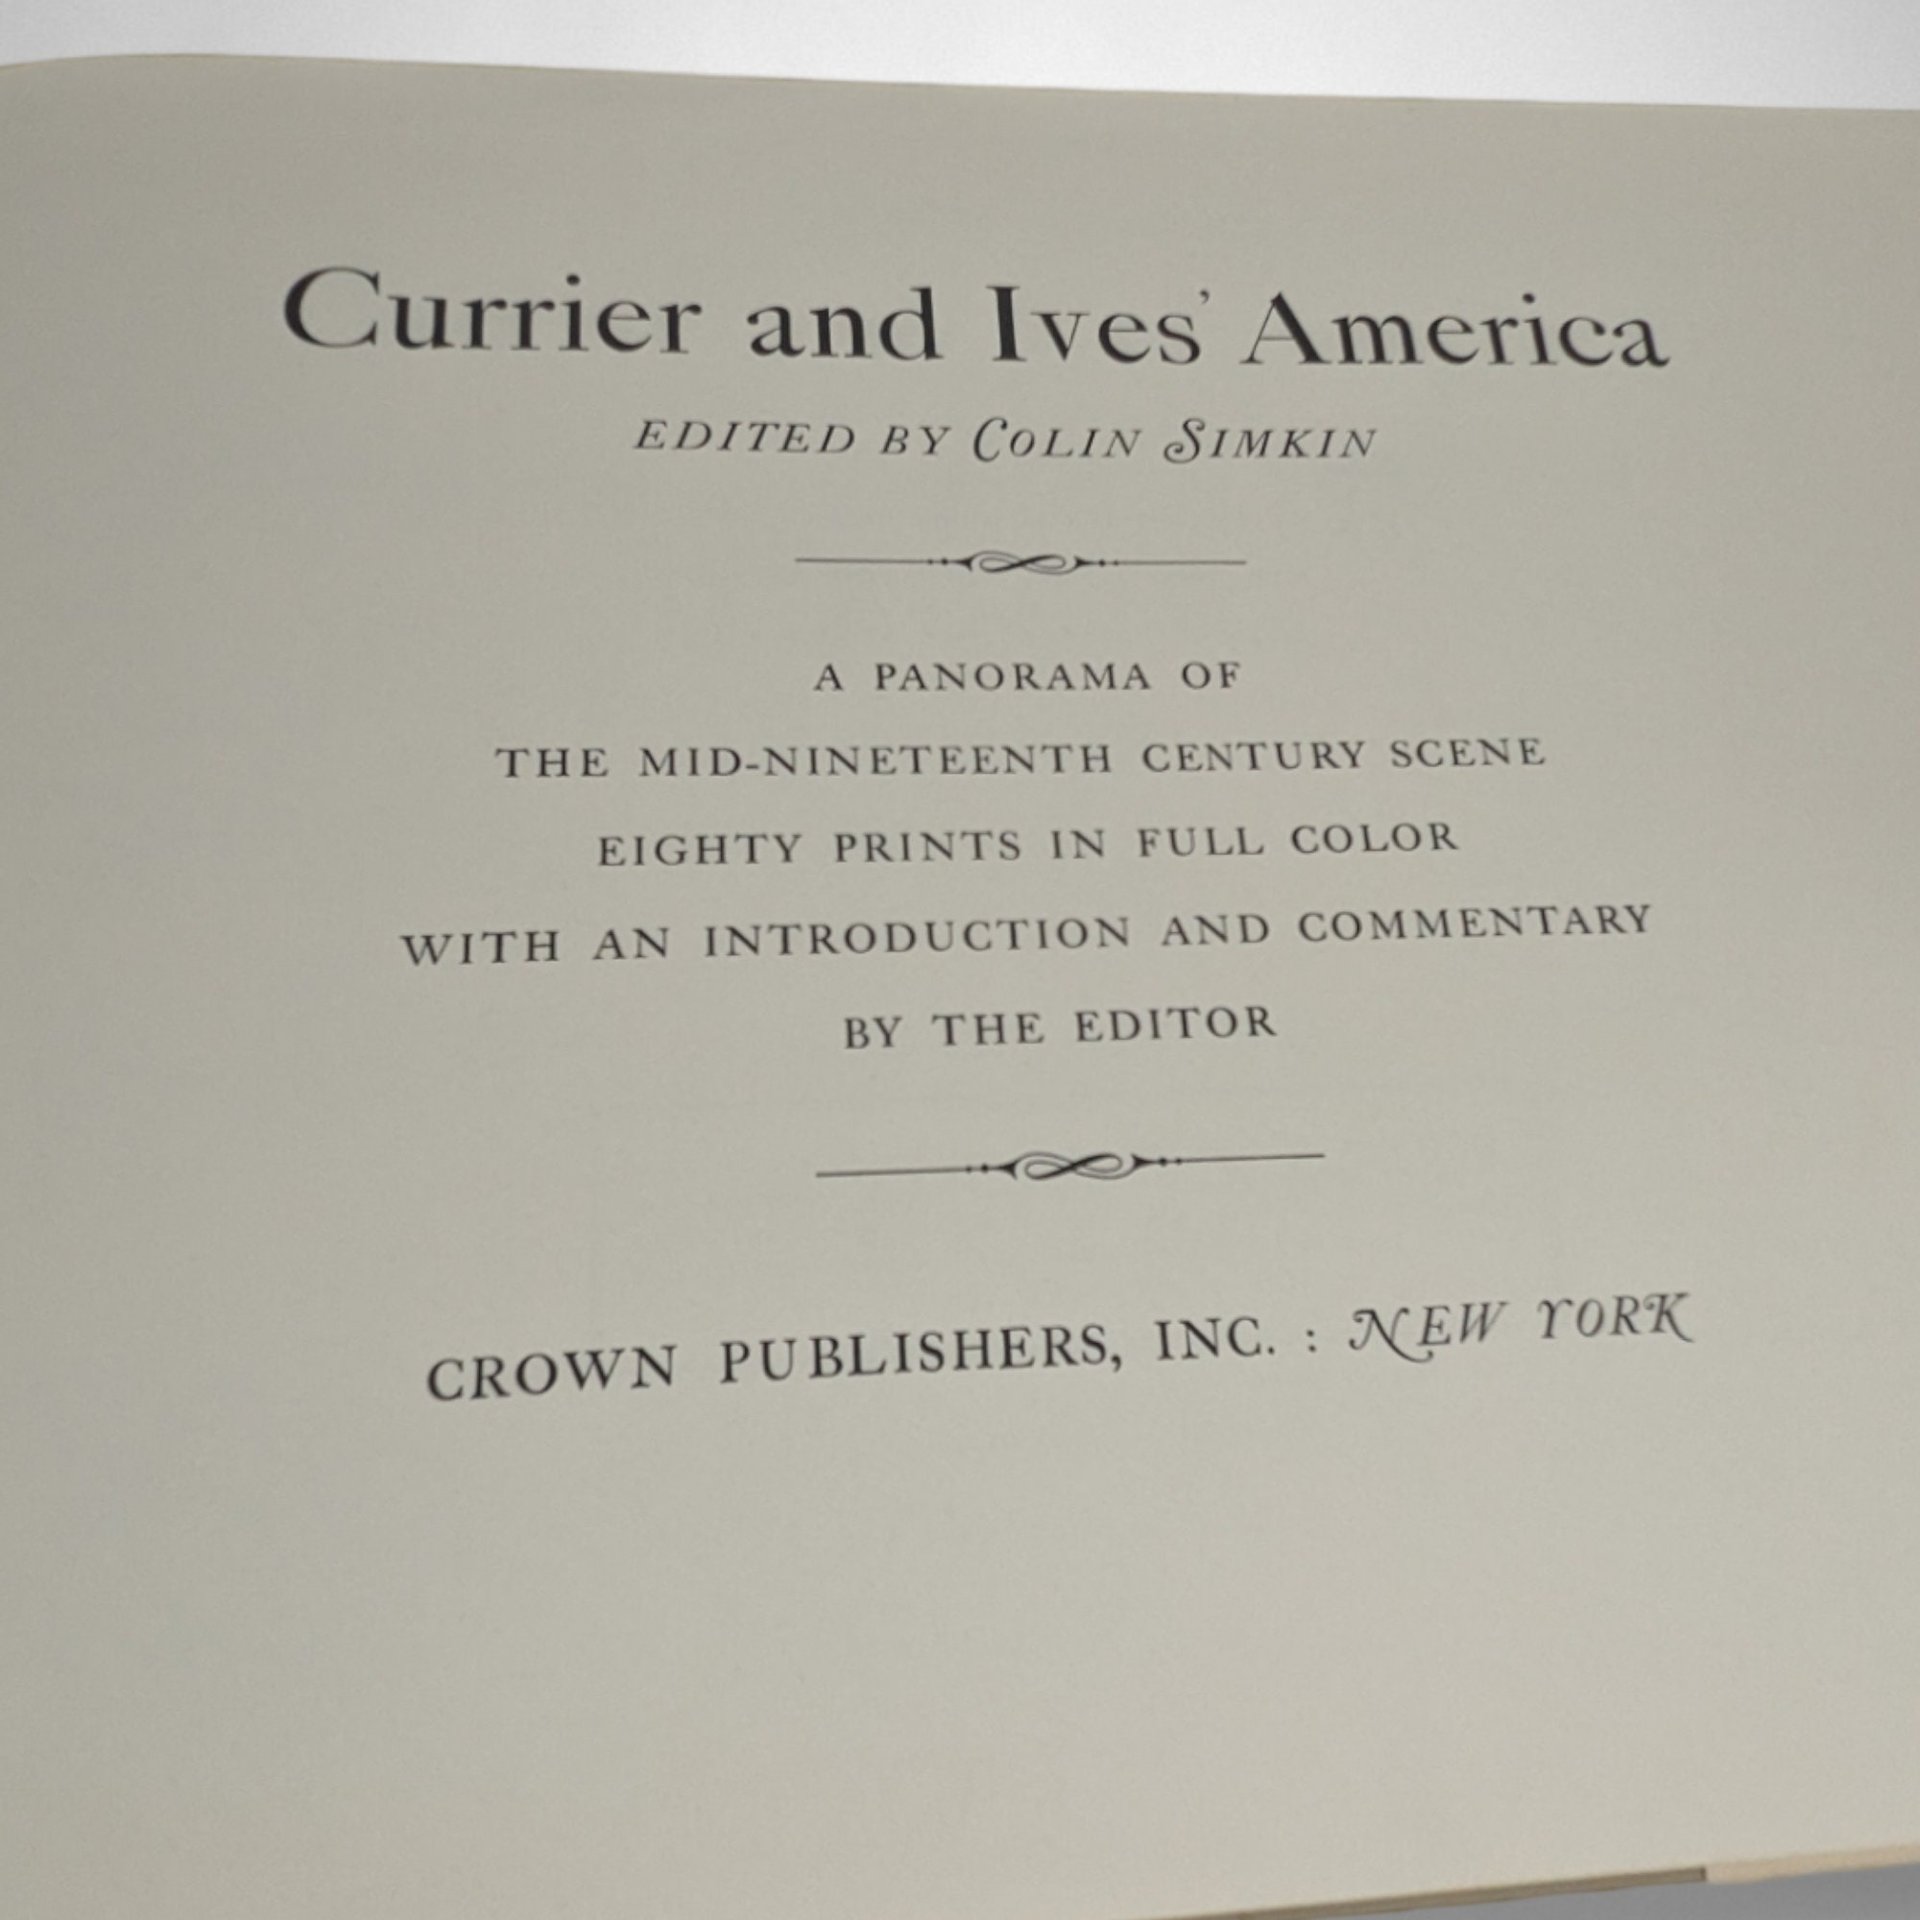 Currier and Ives' America
EDITED BY COLIN SIMKIN
A PANORAMA OF
THE MID-NINETEENTH CENTURY SCENE
EIGHTY PRINTS IN FULL COLOR
WITH AN INTRODUCTION AND COMMENTARY
BY THE EDITOR
CROWN PUBLISHERS, INC. : NEW YORK